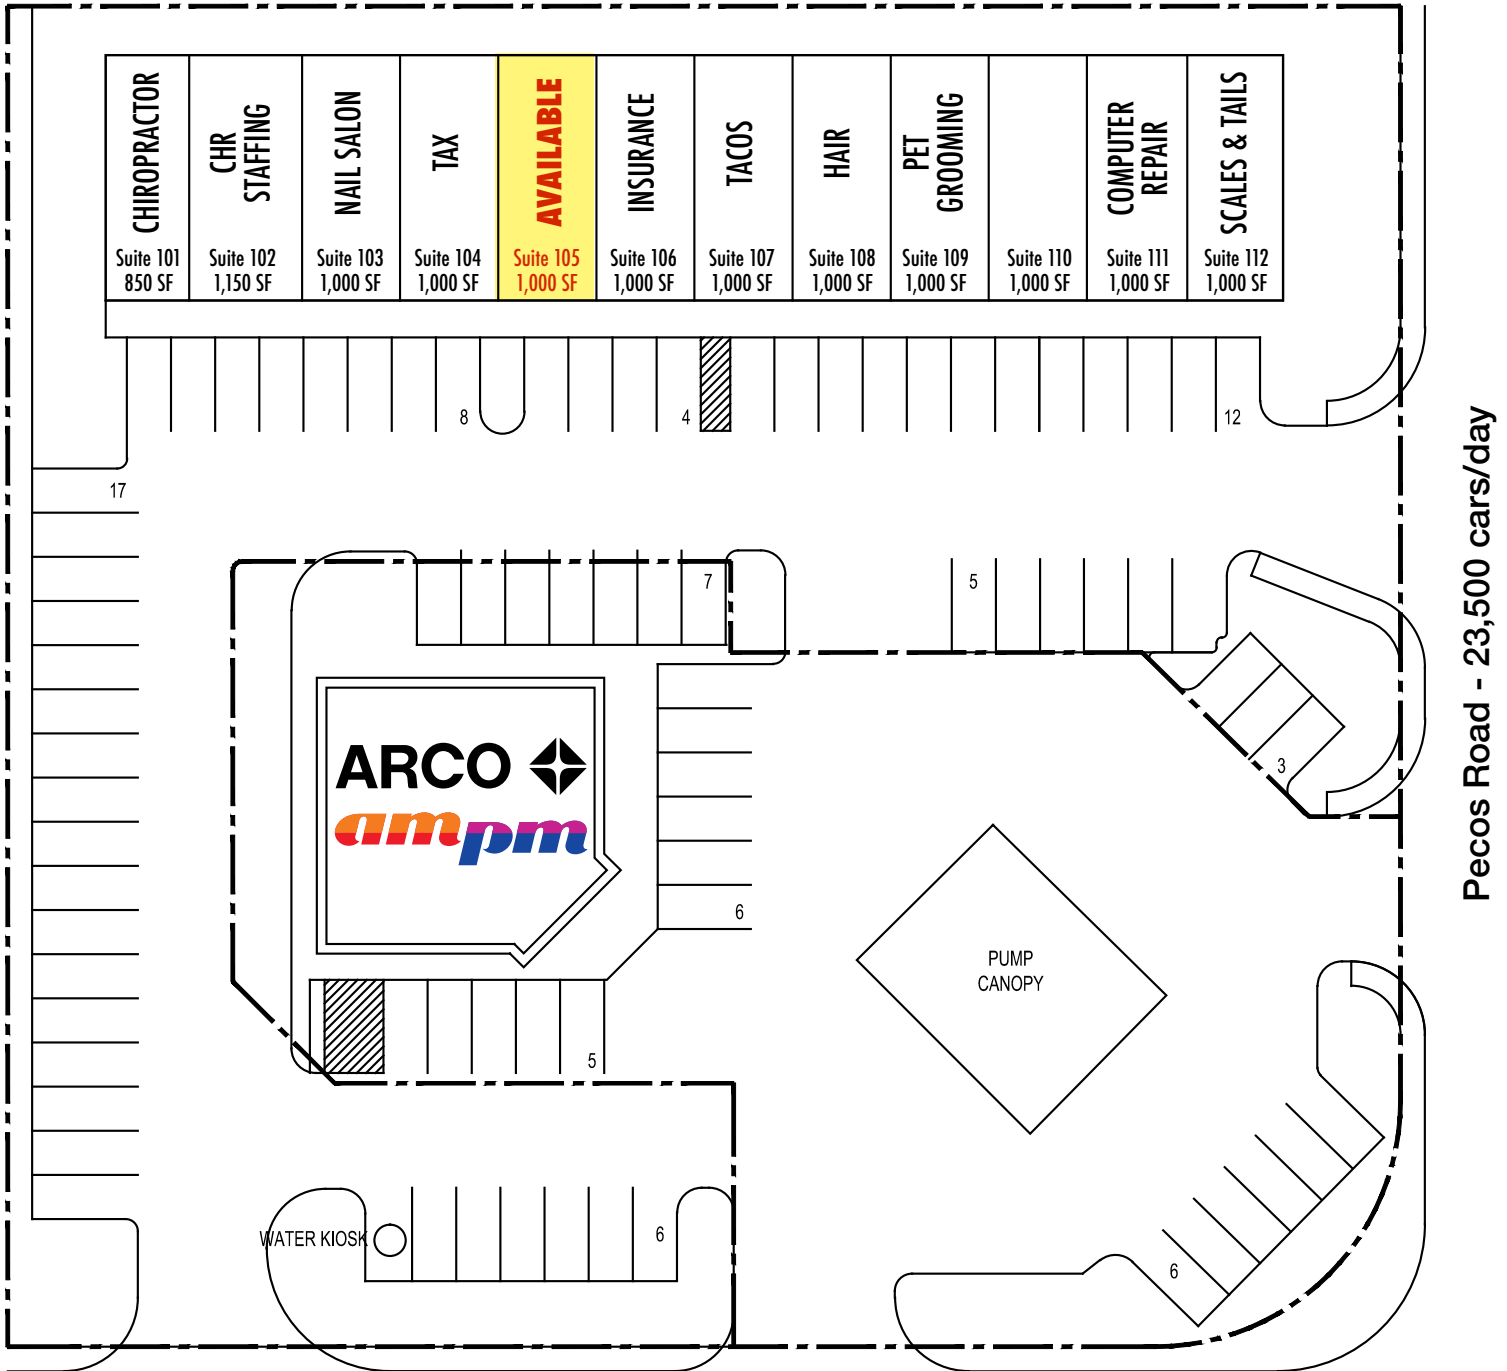 CHIROPRACTOR
Suite 101
850 SF
CHR
STAFFING
Suite 102
1,150 SF
NAIL SALON
Suite 103
1,000 SF
TAX
Suite 104
1,000 SF
AVAILABLE
Suite 105
1,000 SF
INSURANCE
Suite 106
1,000 SF
TACOS
Suite 107
1,000 SF
HAIR
Suite 108
1,000 SF
PET
GROOMING
Suite 109
1,000 SF
Suite 110
1,000 SF
COMPUTER
REPAIR
Suite 111
1,000 SF
SCALES & TAILS
Suite 112
1,000 SF
8
4
12
17
7
5
3
ARCO
ampm
6
PUMP
CANOPY
5
WATER KIOSK
6
6
Pecos Road - 23,500 cars/day